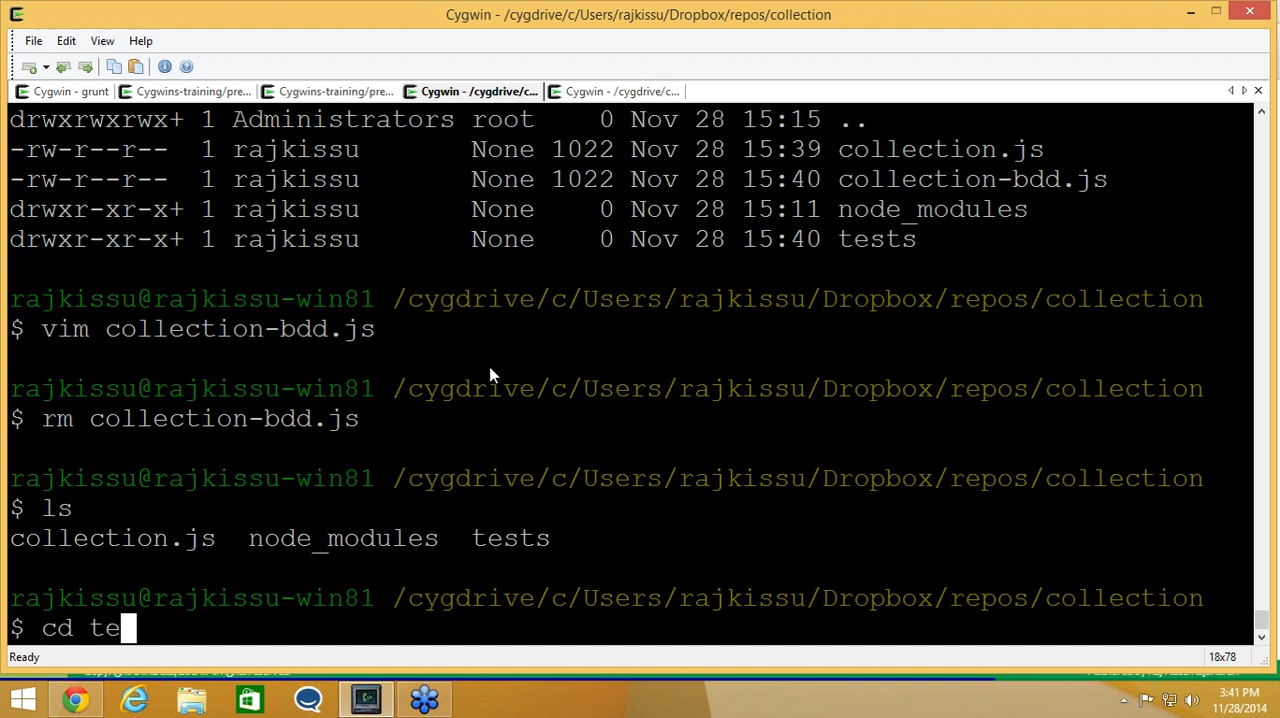 Cygwin - /cygdrive/c/Users/rajkissu/Dropbox/repos/collection
File Edit View Help
Cygwin - grunt Cygwins-training/pre... Cygwins-training/pre... Cygwin - /cygdrive/c... Cygwin - /cygdrive/c...
drwxrwxrwx+ 1 Administrators root 0 Nov 28 15:15 ..
-rw-r--r-- 1 rajkissu None 1022 Nov 28 15:39 collection.js
-rw-r--r-- 1 rajkissu None 1022 Nov 28 15:40 collection-bdd.js
drwxr-xr-x+ 1 rajkissu None 0 Nov 28 15:11 node_modules
drwxr-xr-x+ 1 rajkissu None 0 Nov 28 15:40 tests
rajkissu@rajkissu-win81 /cygdrive/c/Users/rajkissu/Dropbox/repos/collection
$ vim collection-bdd.js
rajkissu@rajkissu-win81 /cygdrive/c/Users/rajkissu/Dropbox/repos/collection
$ rm collection-bdd.js
rajkissu@rajkissu-win81 /cygdrive/c/Users/rajkissu/Dropbox/repos/collection
$ ls
collection.js node_modules tests
rajkissu@rajkissu-win81 /cygdrive/c/Users/rajkissu/Dropbox/repos/collection
$ cd te
Ready 18x78
3:41 PM
11/28/2014